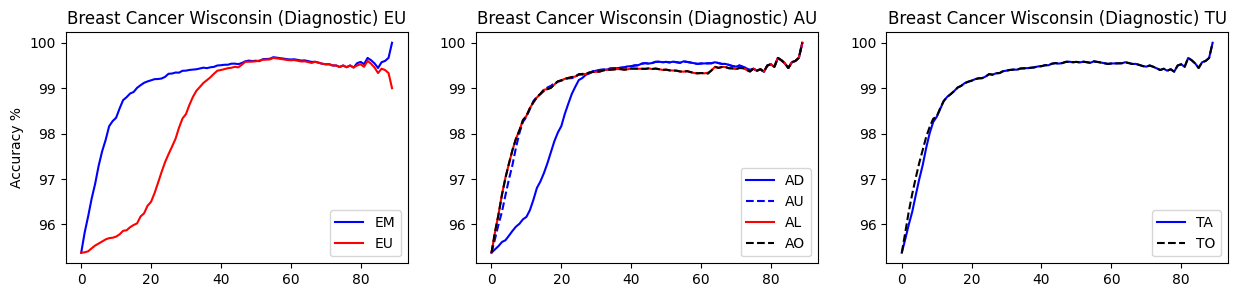 Breast Cancer Wisconsin (Diagnostic) EU
Accuracy %
100
99
98
97
96
0
20
40
60
80
EM
EU
Breast Cancer Wisconsin (Diagnostic) AU
100
99
98
97
96
0
20
40
60
80
AD
AU
AL
AO
Breast Cancer Wisconsin (Diagnostic) TU
100
99
98
97
96
0
20
40
60
80
TA
TO